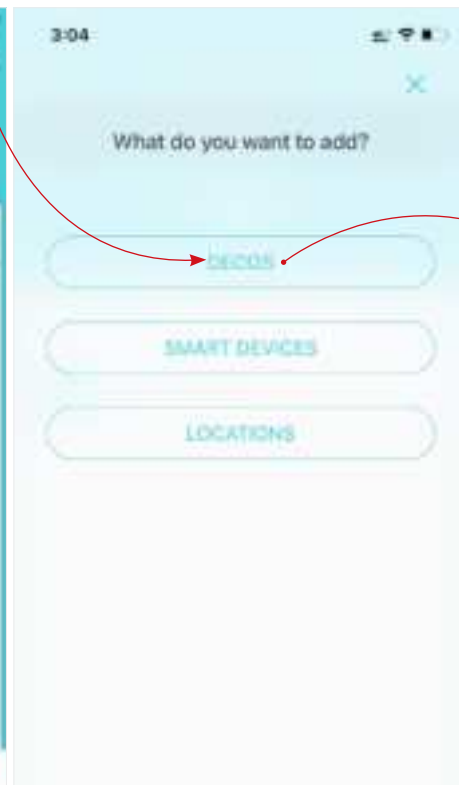 3:04
What do you want to add?
DECOS
SMART DEVICES
LOCATIONS